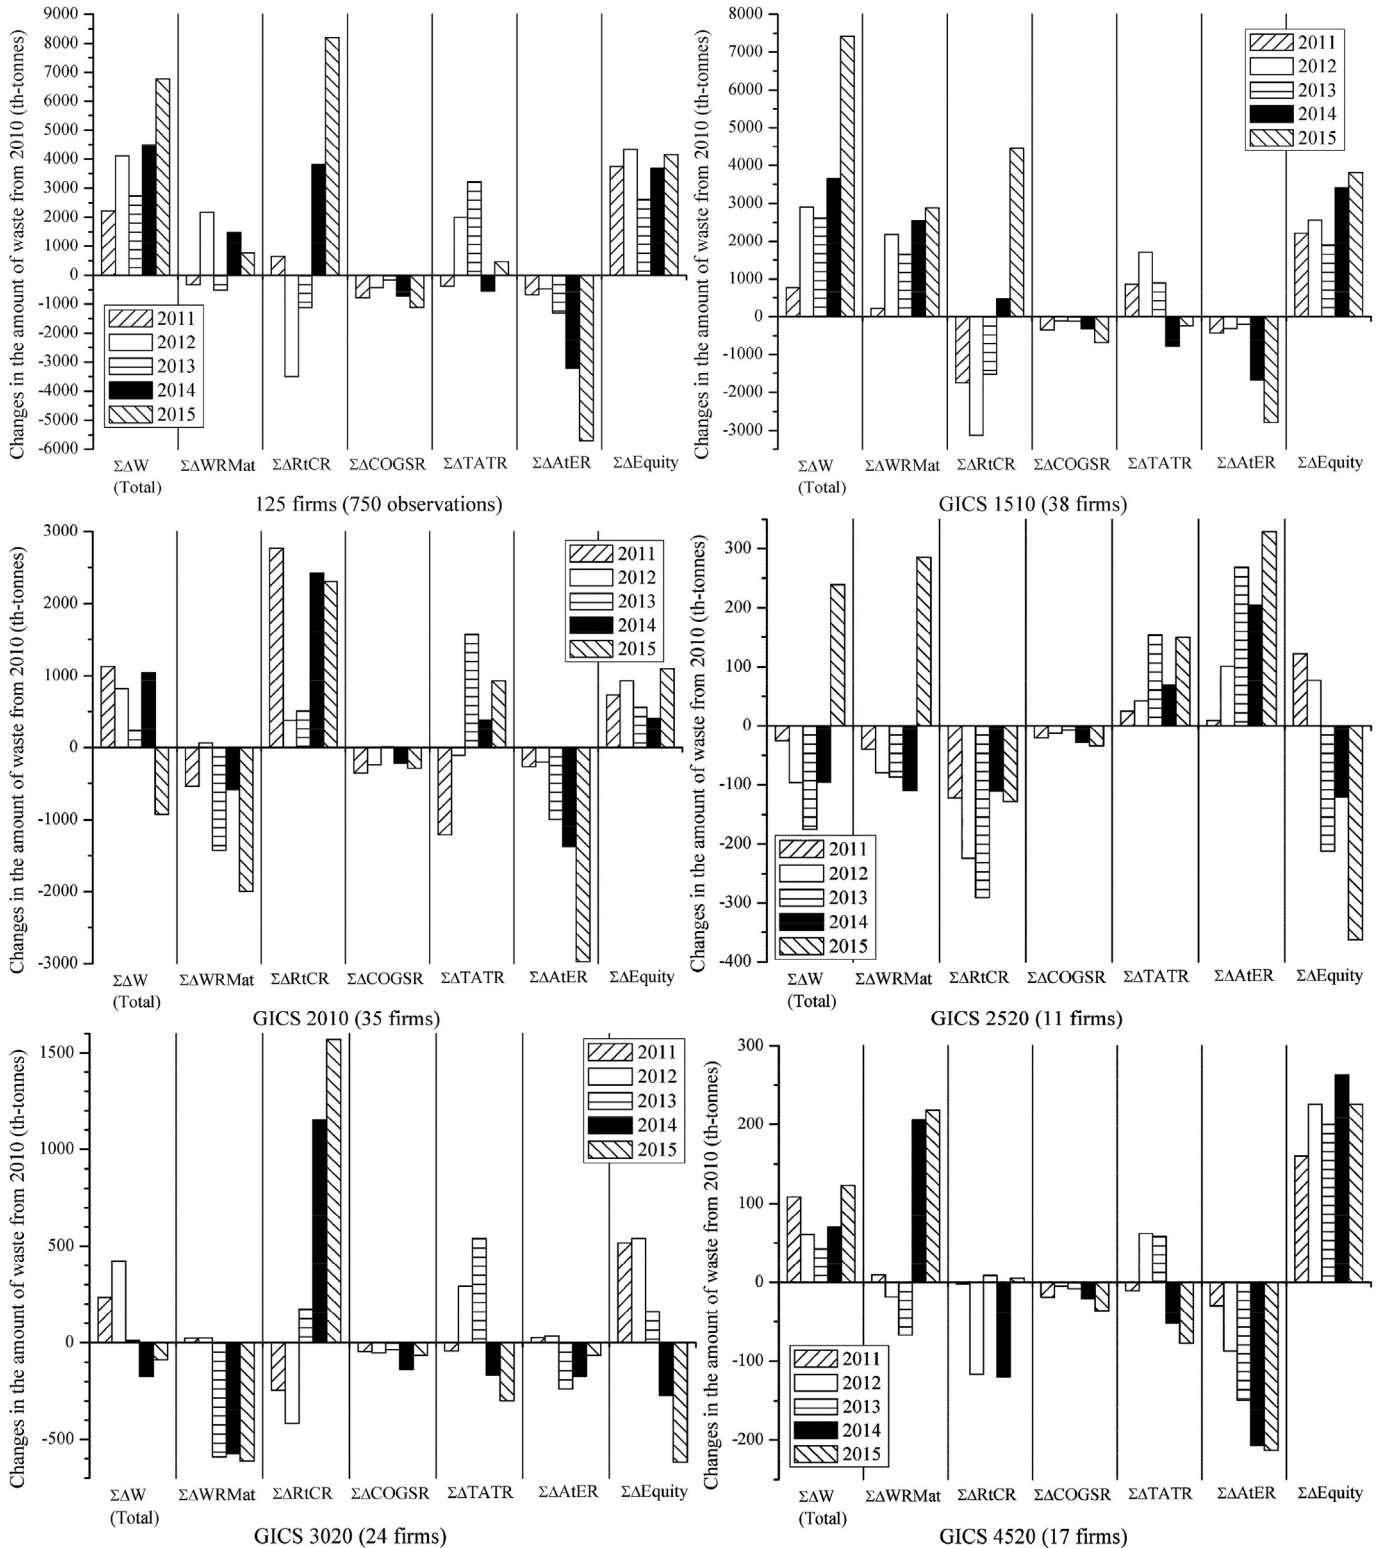 Changes in the amount of waste from 2010 (th-tonnes)
9000
8000
7000
6000
5000
4000
3000
2000
1000
0
-1000
-2000
-3000
-4000
-5000
-6000
2011
2012
2013
2014
2015
ΣΔW (Total)
ΣΔWRMat
ΣΔRtCR
ΣΔCOGSR
ΣΔTATR
ΣΔAtER
ΣΔEquity
125 firms (750 observations)
Changes in the amount of waste from 2010 (th-tonnes)
8000
7000
6000
5000
4000
3000
2000
1000
0
-1000
-2000
-3000
2011
2012
2013
2014
2015
ΣΔW
(Total)
ΣΔWRMat
ΣΔRtCR
ΣΔCOGSR
ΣΔTATR
ΣΔAtER
ΣΔEquity
GICS 1510 (38 firms)
Changes in the amount of waste from 2010 (th-tonnes)
3000
2000
1000
0
-1000
-2000
-3000
2011
2012
2013
2014
2015
ΣΔW
(Total)
ΣΔWRMat
ΣΔRtCR
ΣΔCOGSR
ΣΔTATR
ΣΔAtER
ΣΔEquity
GICS 2010 (35 firms)
Changes in the amount of waste from 2010 (th-tonnes)
300
200
100
0
-100
-200
-300
-400
2011
2012
2013
2014
2015
ΣΔW
(Total)
ΣΔWRMat
ΣΔRtCR
ΣΔCOGSR
ΣΔTATR
ΣΔAtER
ΣΔEquity
GICS 2520 (11 firms)
Changes in the amount of waste from 2010 (th-tonnes)
1500
1000
500
0
-500
2011
2012
2013
2014
2015
ΣΔW
(Total)
ΣΔWRMat
ΣΔRtCR
ΣΔCOGSR
ΣΔTATR
ΣΔAtER
ΣΔEquity
GICS 3020 (24 firms)
Changes in the amount of waste from 2010 (th-tonnes)
300
200
100
0
-100
-200
2011
2012
2013
2014
2015
ΣΔW
(Total)
ΣΔWRMat
ΣΔRtCR
ΣΔCOGSR
ΣΔTATR
ΣΔAtER
ΣΔEquity
GICS 4520 (17 firms)